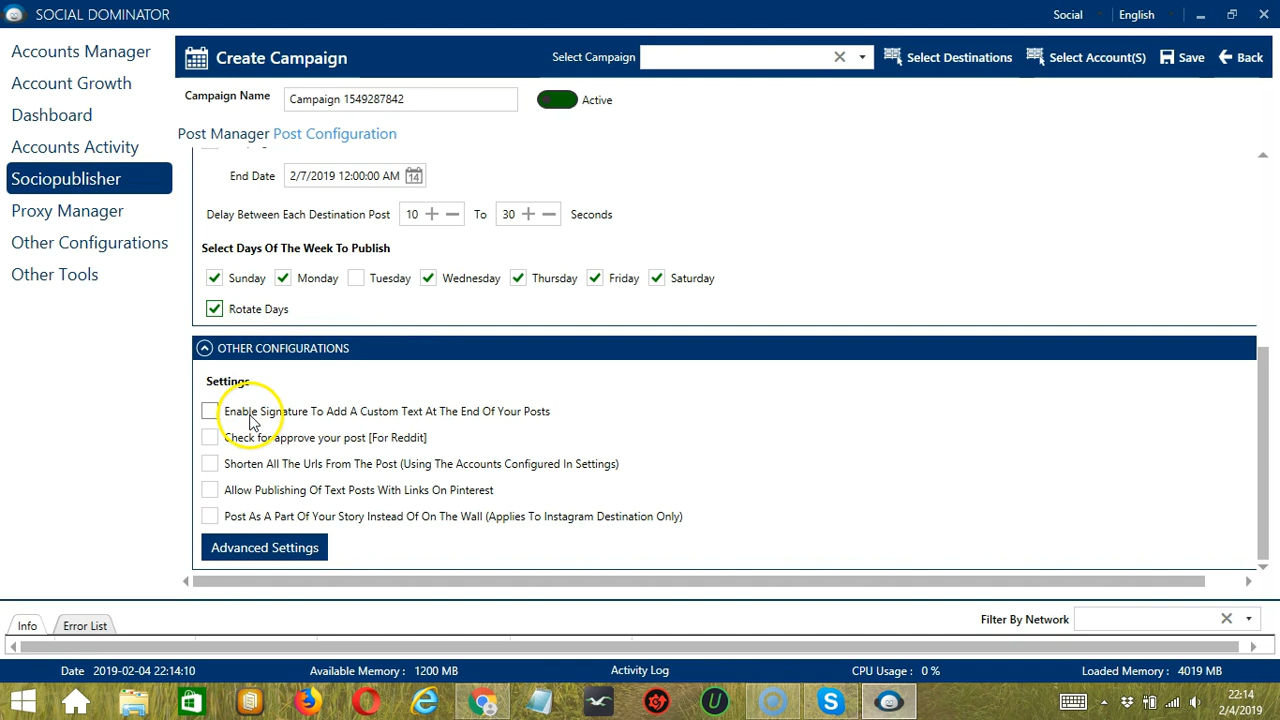 SOCIAL DOMINATOR
Social
English
Accounts Manager
Account Growth
Dashboard
Accounts Activity
Sociopublisher
Proxy Manager
Other Configurations
Other Tools
Create Campaign
Select Campaign
Select Destinations
Select Account(S)
Save
Back
Campaign Name
Campaign 1549287842
Active
Post Manager Post Configuration
End Date 2/7/2019 12:00:00 AM 14
Delay Between Each Destination Post 10 To 30 Seconds
Select Days Of The Week To Publish
Sunday Monday Tuesday Wednesday Thursday Friday Saturday
Rotate Days
OTHER CONFIGURATIONS
Settings
Enable Signature To Add A Custom Text At The End Of Your Posts
Check for approve your post [For Reddit]
Shorten All The Urls From The Post (Using The Accounts Configured In Settings)
Allow Publishing Of Text Posts With Links On Pinterest
Post As A Part Of Your Story Instead Of On The Wall (Applies To Instagram Destination Only)
Advanced Settings
Filter By Network
Info Error List
Date 2019-02-04 22:14:10 Available Memory : 1200 MB Activity Log CPU Usage : 0 % Loaded Memory : 4019 MB
22:14
2/4/2019